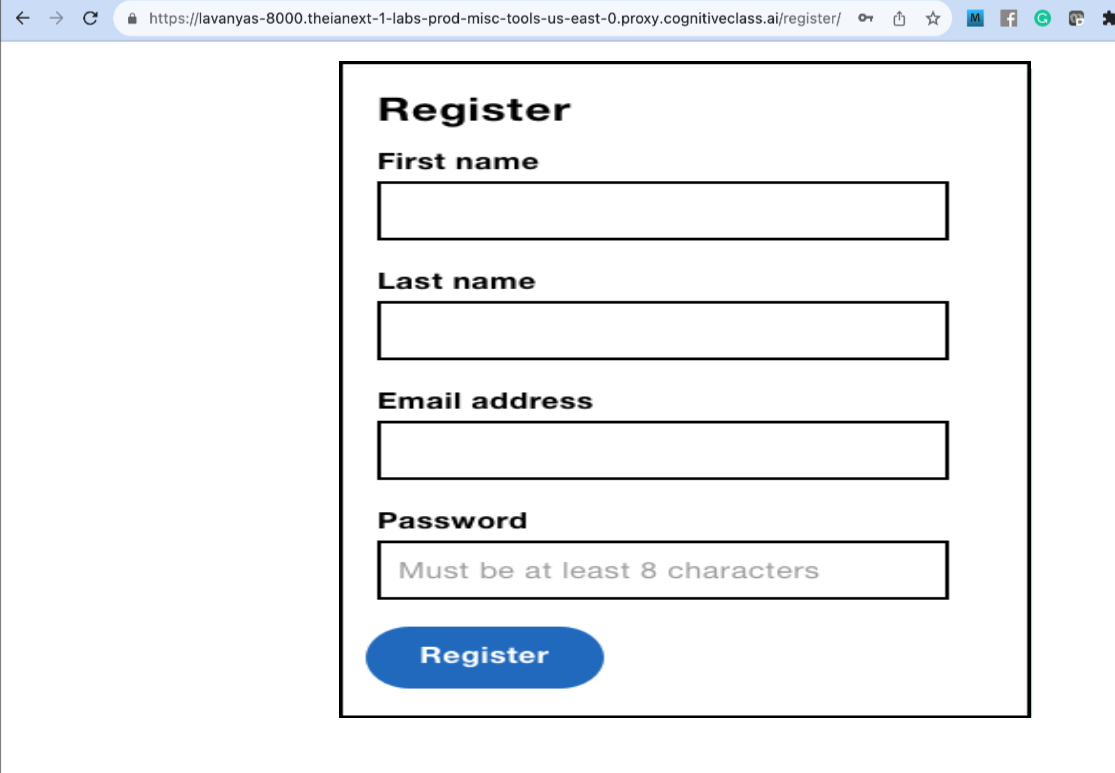 https://lavanyas-8000.theianext-1-labs-prod-misc-tools-us-east-0.proxy.cognitiveclass.ai/register/
M
f
G
Register
First name
Last name
Email address
Password
Must be at least 8 characters
Register